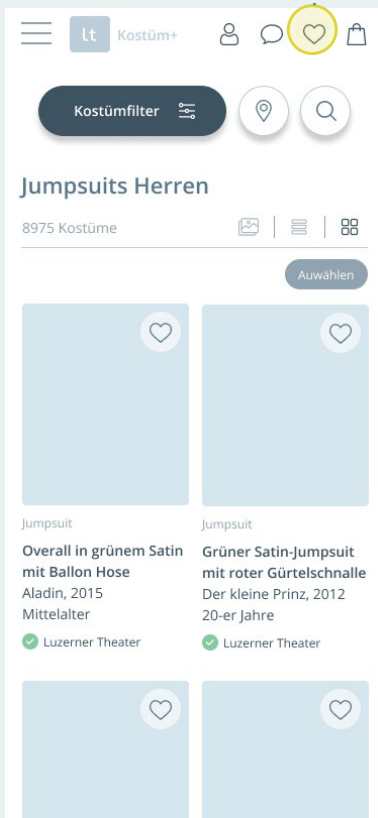 lt Kostüm+
Kostümfilter
Jumpsuits Herren
8975 Kostüme
Auwählen
Jumpsuit
Overall in grünem Satin
mit Ballon Hose
Aladin, 2015
Mittelalter
Luzerner Theater
Jumpsuit
Grüner Satin-Jumpsuit
mit roter Gürtelschnalle
Der kleine Prinz, 2012
20-er Jahre
Luzerner Theater